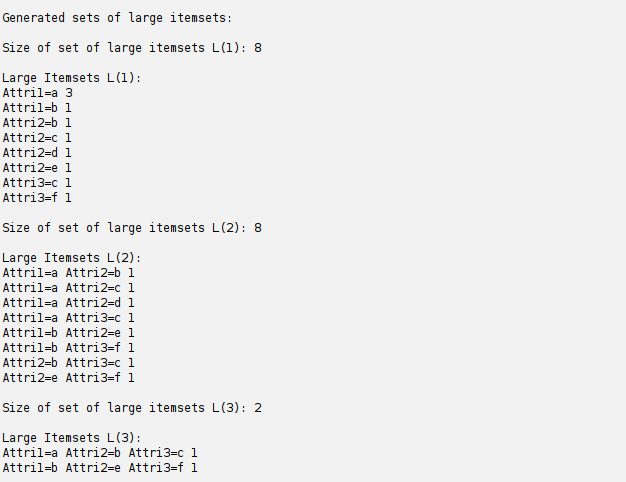 Generated sets of large itemsets:
Size of set of large itemsets L(1): 8
Large Itemsets L(1):
Attri1=a 3
Attri1=b 1
Attri2=b 1
Attri2=c 1
Attri2=d 1
Attri2=e 1
Attri3=c 1
Attri3=f 1
Size of set of large itemsets L(2): 8
Large Itemsets L(2):
Attri1=a Attri2=b 1
Attri1=a Attri2=c 1
Attri1=a Attri2=d 1
Attri1=a Attri3=c 1
Attri1=b Attri2=e 1
Attri1=b Attri3=f 1
Attri2=b Attri3=c 1
Attri2=e Attri3=f 1
Size of set of large itemsets L(3): 2
Large Itemsets L(3):
Attri1=a Attri2=b Attri3=c 1
Attri1=b Attri2=e Attri3=f 1